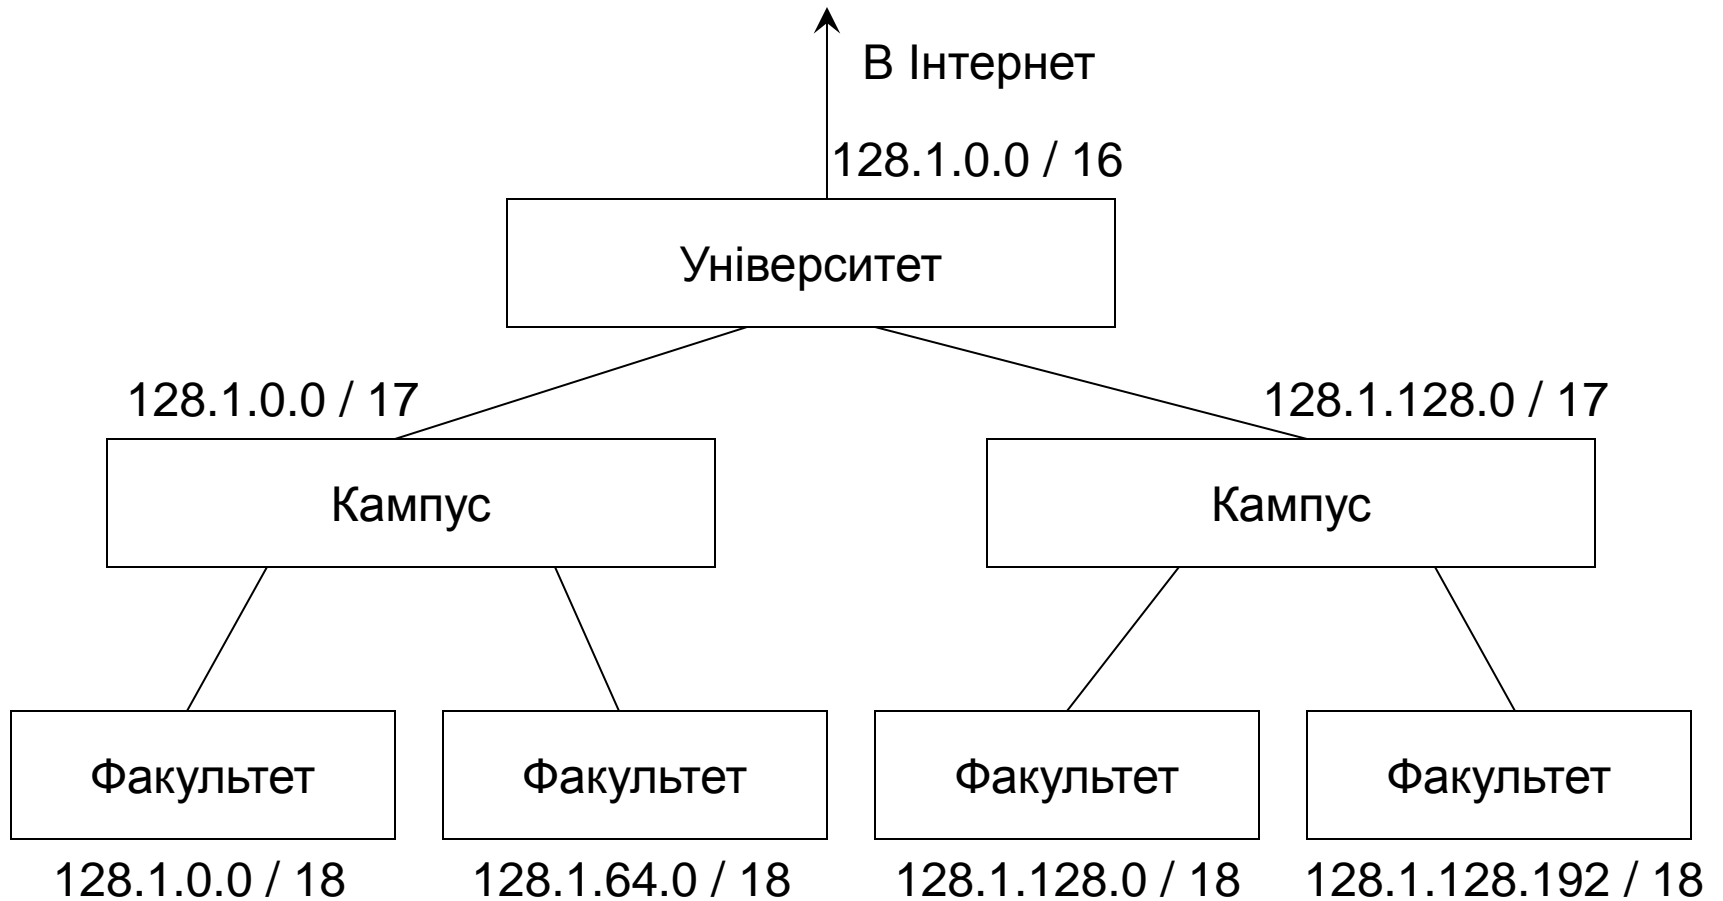 В Інтернет
128.1.0.0 / 16
Університет
128.1.0.0 / 17
128.1.128.0 / 17
Кампус
Кампус
Факультет
Факультет
Факультет
Факультет
128.1.0.0 / 18
128.1.64.0 / 18
128.1.128.0 / 18
128.1.128.192 / 18